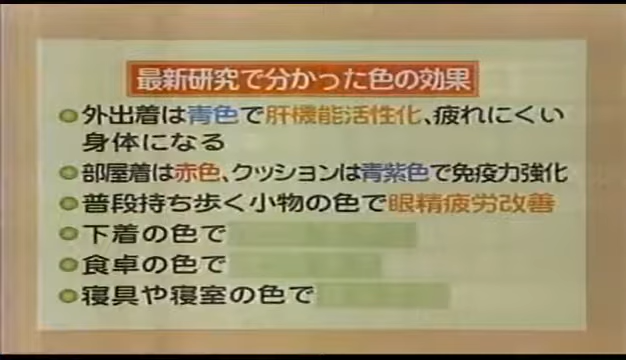 最新研究で分かった色の効果
外出着は青色で肝機能活性化、疲れにくい
身体になる
部屋着は赤色、クッションは青紫色で免疫力強化
普段持ち歩く小物の色で眼精疲労改善
下着の色で
食卓の色で
寝具や寝室の色で